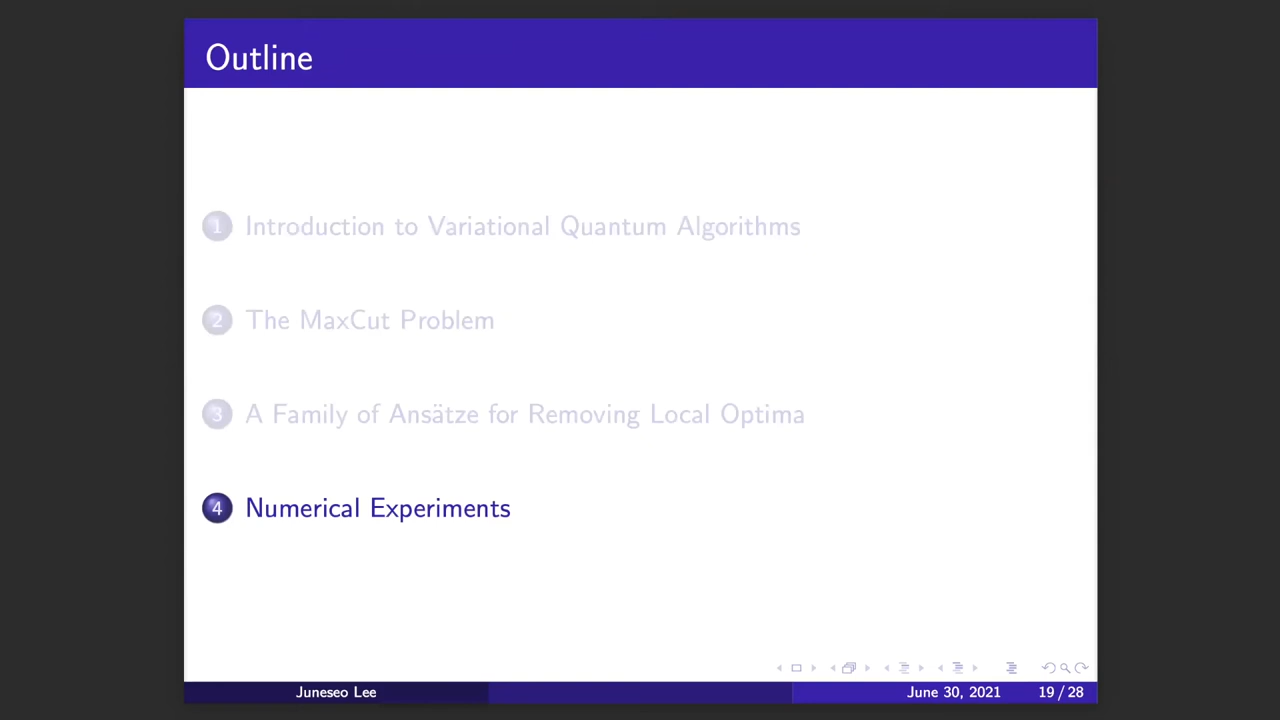 Outline
1 Introduction to Variational Quantum Algorithms
2 The MaxCut Problem
3 A Family of Ansätze for Removing Local Optima
4 Numerical Experiments
Juneseo Lee June 30, 2021 19 / 28